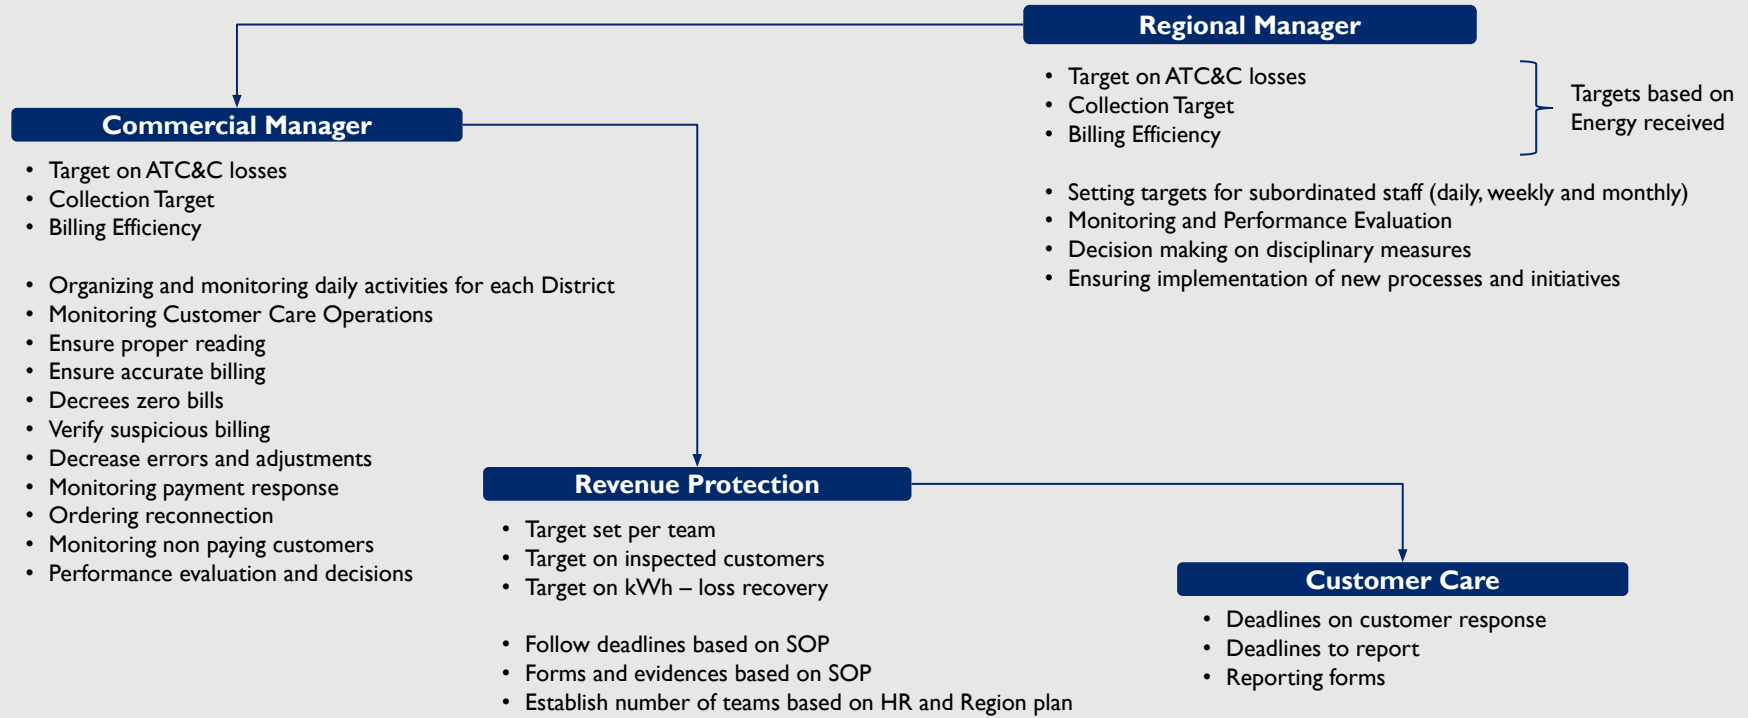 Regional Manager
• Target on ATC&C losses
• Collection Target
• Billing Efficiency
Targets based on
Energy received
• Setting targets for subordinated staff (daily, weekly and monthly)
• Monitoring and Performance Evaluation
• Decision making on disciplinary measures
• Ensuring implementation of new processes and initiatives
Commercial Manager
• Target on ATC&C losses
• Collection Target
• Billing Efficiency
• Organizing and monitoring daily activities for each District
• Monitoring Customer Care Operations
• Ensure proper reading
• Ensure accurate billing
• Decrees zero bills
• Verify suspicious billing
• Decrease errors and adjustments
• Monitoring payment response
• Ordering reconnection
• Monitoring non paying customers
• Performance evaluation and decisions
Revenue Protection
• Target set per team
• Target on inspected customers
• Target on kWh – loss recovery
• Follow deadlines based on SOP
• Forms and evidences based on SOP
• Establish number of teams based on HR and Region plan
Customer Care
• Deadlines on customer response
• Deadlines to report
• Reporting forms